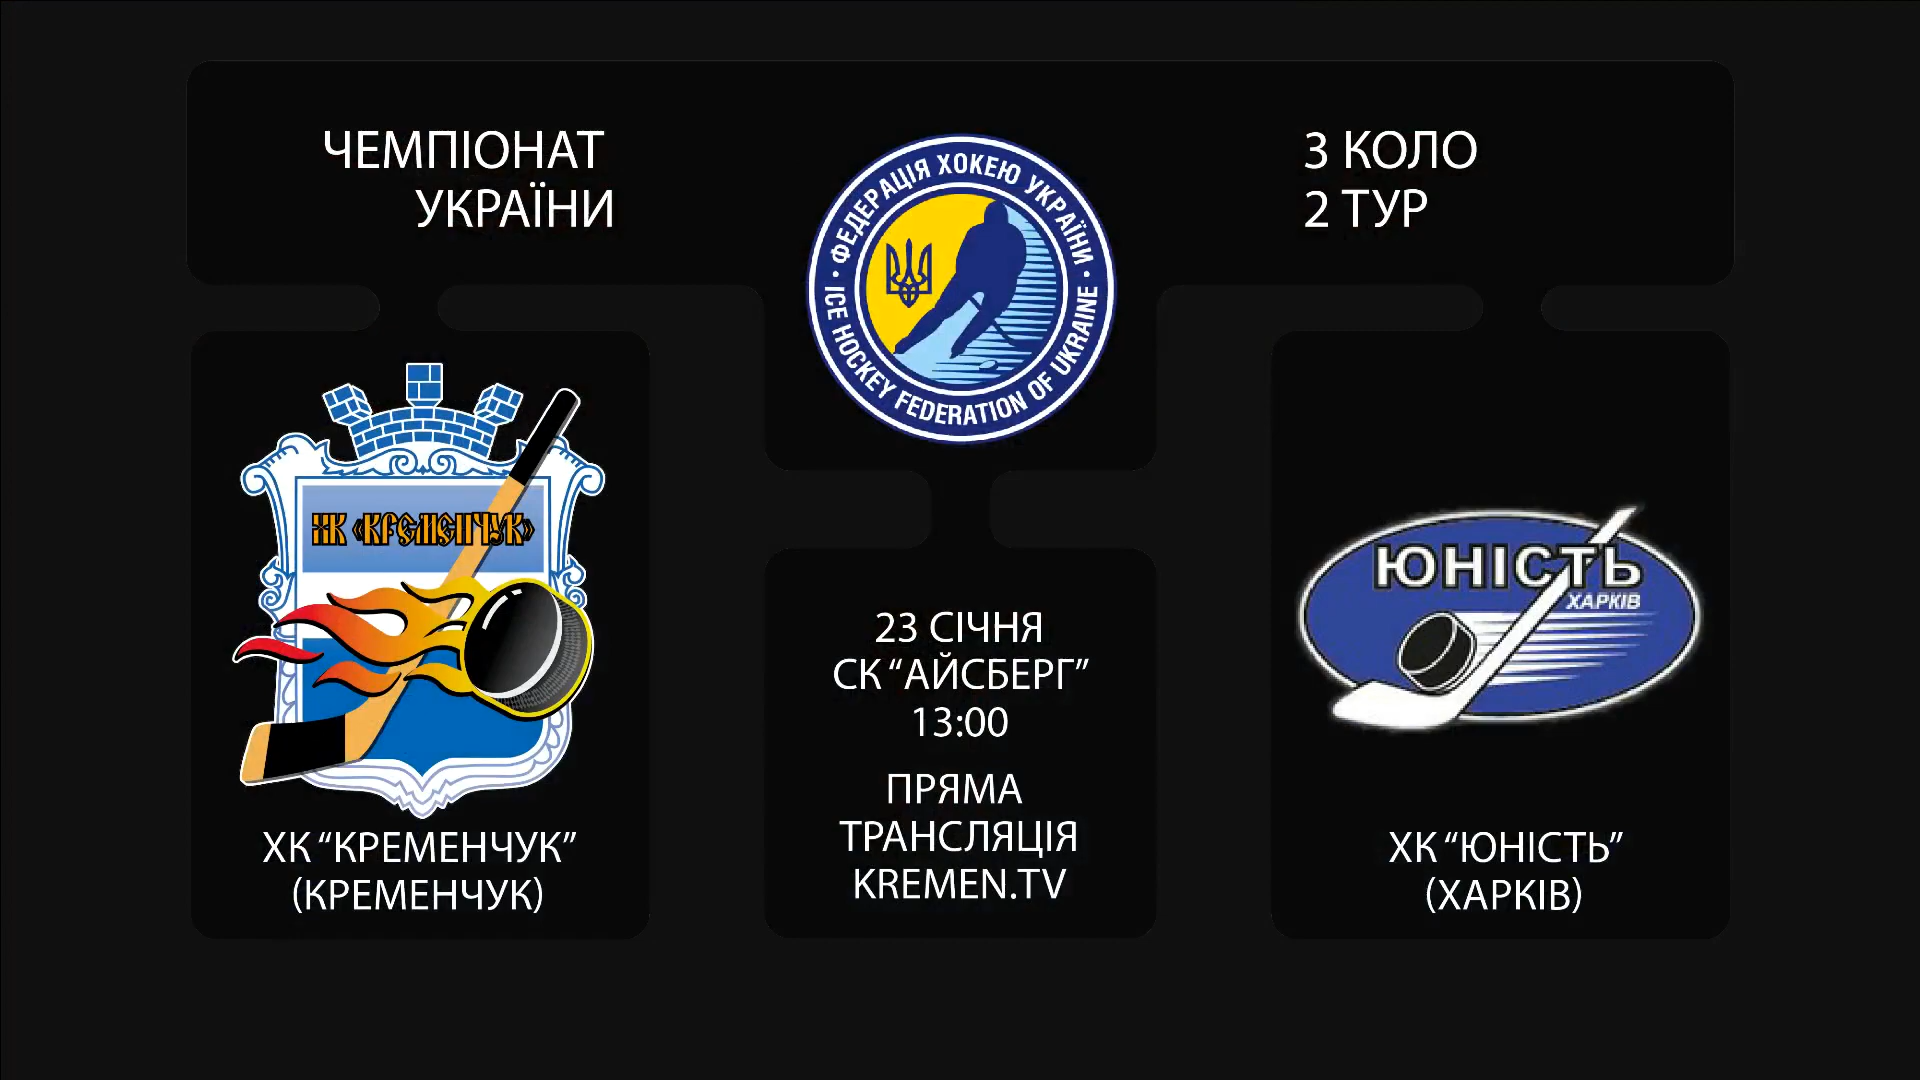 ЧЕМПІОНАТ
УКРАЇНИ
ФЕДЕРАЦІЯ ХОКЕЮ УКРАЇНИ
ICE HOCKEY FEDERATION OF UKRAINE
3 КОЛО
2 ТУР
ХК «КРЕМЕНЧУК»
ХК “КРЕМЕНЧУК”
(КРЕМЕНЧУК)
23 СІЧНЯ
СК “АЙСБЕРГ”
13:00
ПРЯМА
ТРАНСЛЯЦІЯ
KREMEN.TV
ЮНІСТЬ
ХАРКІВ
ХК “ЮНІСТЬ”
(ХАРКІВ)